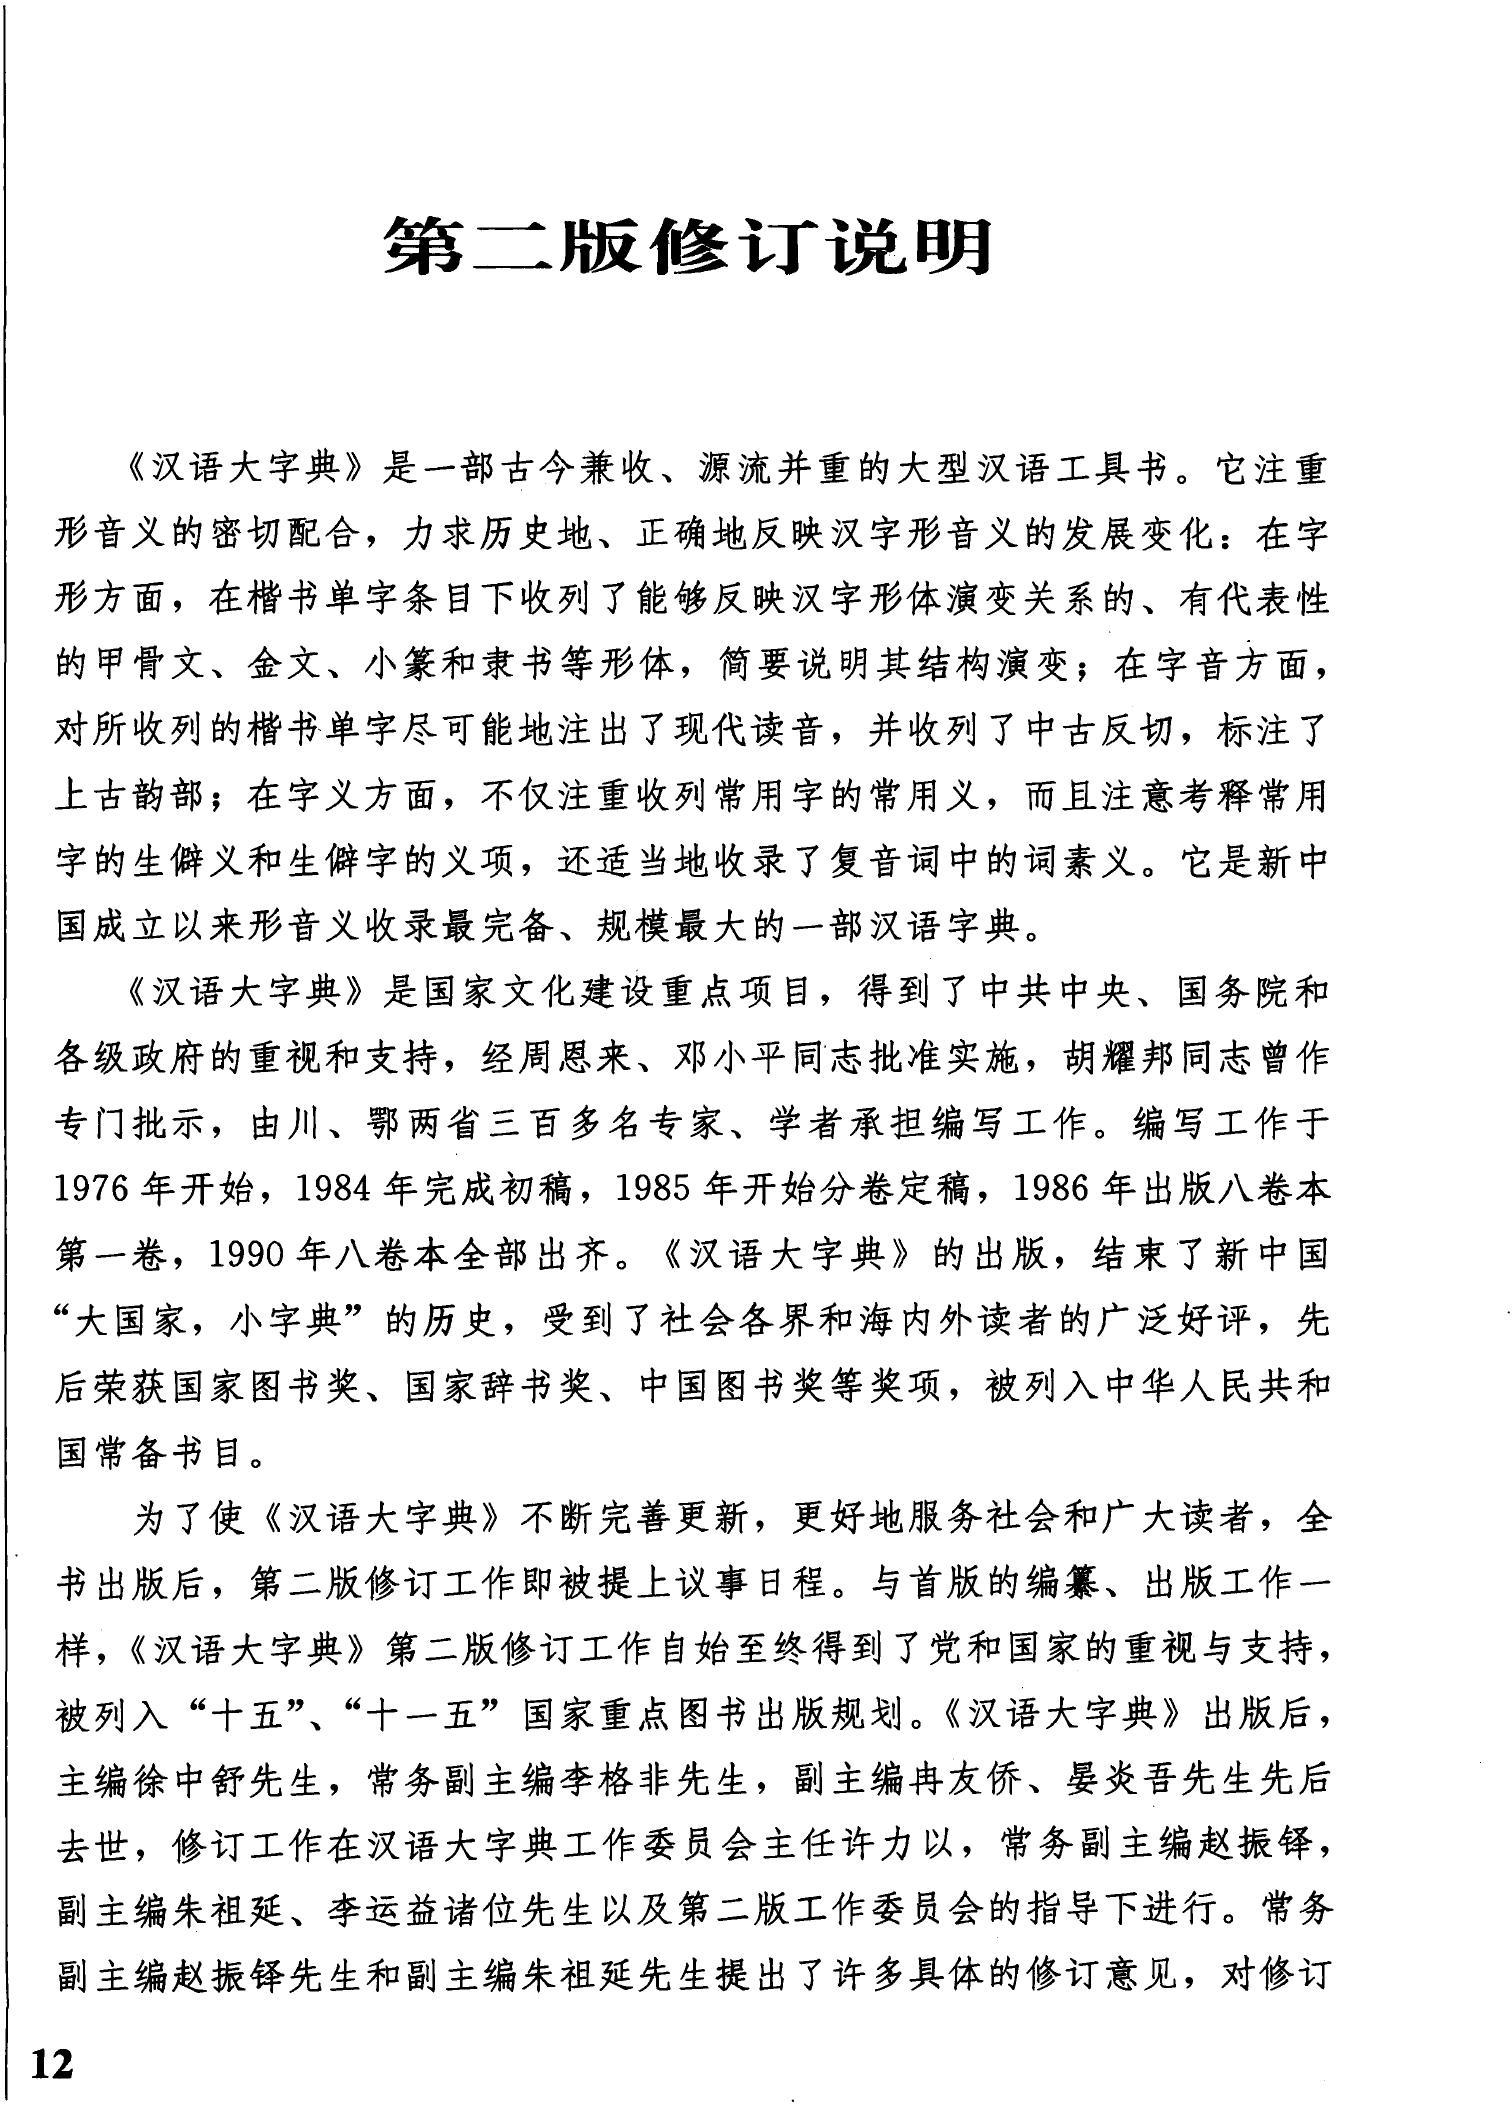 第二版修订说明
《汉语大字典》是一部古今兼收、源流并重的大型汉语工具书。它注重
形音义的密切配合，力求历史地、正确地反映汉字形音义的发展变化：在字
形方面，在楷书单字条目下收列了能够反映汉字形体演变关系的、有代表性
的甲骨文、金文、小篆和隶书等形体，简要说明其结构演变；在字音方面，
对所收列的楷书单字尽可能地注出了现代读音，并收列了中古反切，标注了
上古韵部；在字义方面，不仅注重收列常用字的常用义，而且注意考释常用
字的生僻义和生僻字的义项，还适当地收录了复音词中的词素义。它是新中
国成立以来形音义收录最完备、规模最大的一部汉语字典。
《汉语大字典》是国家文化建设重点项目，得到了中共中央、国务院和
各级政府的重视和支持，经周恩来、邓小平同志批准实施，胡耀邦同志曾作
专门批示，由川、鄂两省三百多名专家、学者承担编写工作。编写工作于
1976年开始，1984年完成初稿，1985年开始分卷定稿，1986年出版八卷本
第一卷，1990年八卷本全部出齐。《汉语大字典》的出版，结束了新中国
“大国家，小字典”的历史，受到了社会各界和海内外读者的广泛好评，先
后荣获国家图书奖、国家辞书奖、中国图书奖等奖项，被列入中华人民共和
国常备书目。
为了使《汉语大字典》不断完善更新，更好地服务社会和广大读者，全
书出版后，第二版修订工作即被提上议事日程。与首版的编纂、出版工作一
样，《汉语大字典》第二版修订工作自始至终得到了党和国家的重视与支持，
被列入“十五”、“十一五”国家重点图书出版规划。《汉语大字典》出版后，
主编徐中舒先生，常务副主编李格非先生，副主编冉友侨、晏炎吾先生先后
去世，修订工作在汉语大字典工作委员会主任许力以，常务副主编赵振铎，
副主编朱祖延、李运益诸位先生以及第二版工作委员会的指导下进行。常务
副主编赵振铎先生和副主编朱祖延先生提出了许多具体的修订意见，对修订
12